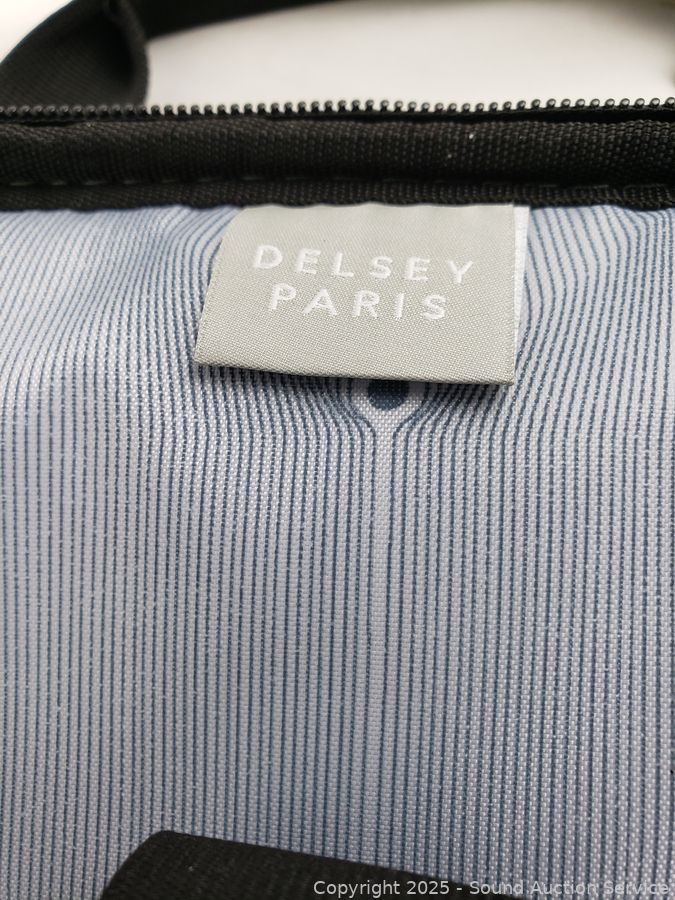 DELSEY
PARIS
Copyright 2025 - Sound Auction Service